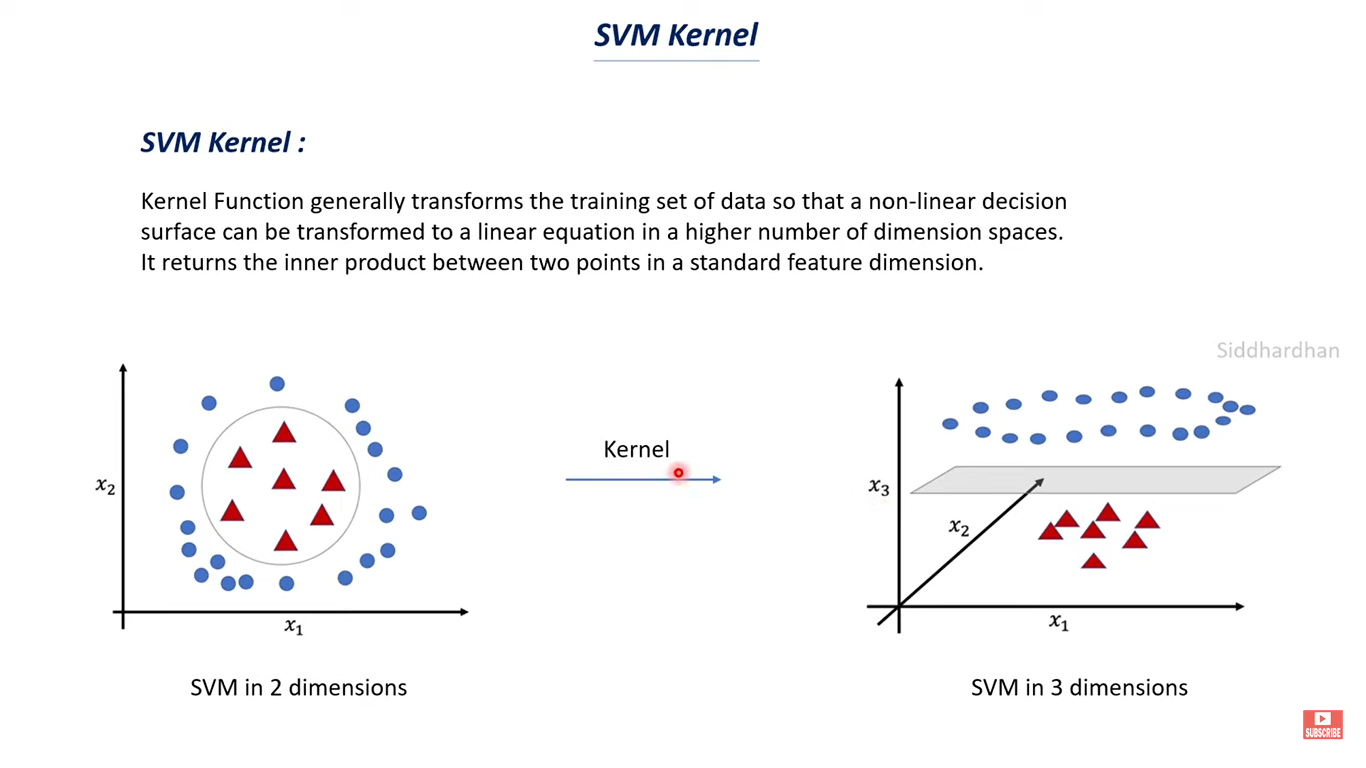 SVM Kernel
SVM Kernel :
Kernel Function generally transforms the training set of data so that a non-linear decision
surface can be transformed to a linear equation in a higher number of dimension spaces.
It returns the inner product between two points in a standard feature dimension.
Siddhardhan
Kernel
x₂
x₁
x₃
x₂
x₁
SVM in 2 dimensions
SVM in 3 dimensions
SUBSCRIBE